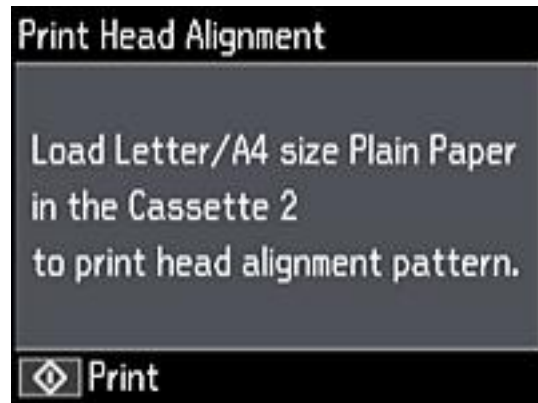 Print Head Alignment
Load Letter/A4 size Plain Paper
in the Cassette 2
to print head alignment pattern.
Print